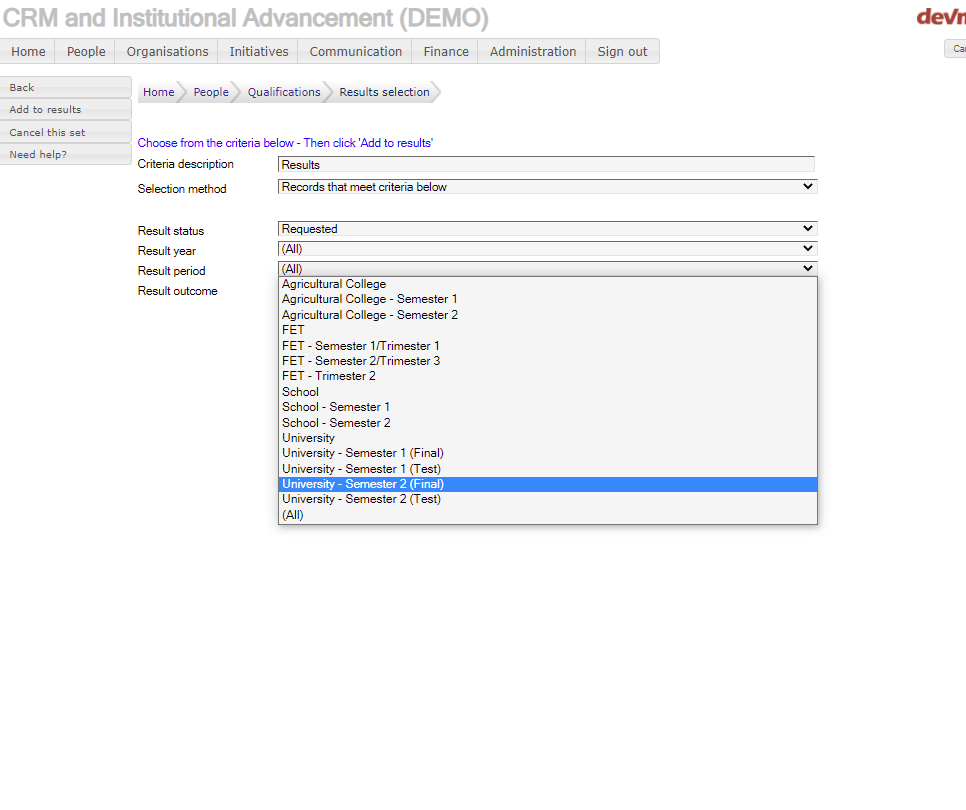 CRM and Institutional Advancement (DEMO)
Home People Organisations Initiatives Communication Finance Administration Sign out
Back
Add to results
Cancel this set
Need help?
Home People Qualifications Results selection
Choose from the criteria below - Then click 'Add to results'
Criteria description Results
Selection method Records that meet criteria below
Result status Requested
Result year (All)
Result period (All)
Result outcome
Agricultural College
Agricultural College - Semester 1
Agricultural College - Semester 2
FET
FET - Semester 1/Trimester 1
FET - Semester 2/Trimester 3
FET - Trimester 2
School
School - Semester 1
School - Semester 2
University
University - Semester 1 (Final)
University - Semester 1 (Test)
University - Semester 2 (Final)
University - Semester 2 (Test)
(All)